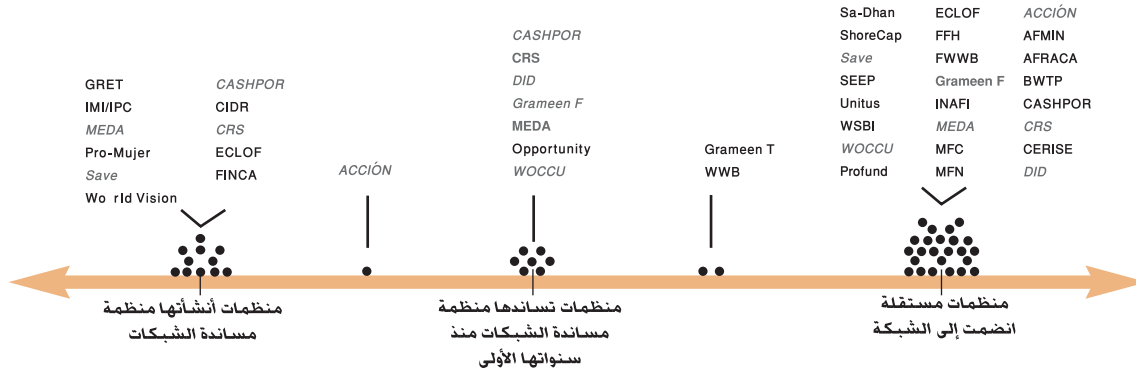 GRET
IMI/IPC
MEDA
Pro-Mujer
Save
Wo rld Vision
CASHPOR
CIDR
CRS
ECLOF
FINCA
ACCIÓN
CASHPOR
CRS
DID
Grameen F
MEDA
Opportunity
WOCCU
Grameen T
WWB
Sa-Dhan
ShoreCap
Save
SEEP
Unitus
WSBI
WOCCU
Profund
ECLOF
FFH
FWWB
Grameen F
INAFI
MEDA
MFC
MFN
ACCIÓN
AFMIN
AFRACA
BWTP
CASHPOR
CRS
CERISE
DID
منظمات أنشأتها منظمة
مساندة الشبكات
منظمات تساندها منظمة
مساندة الشبكات منذ
سنواتها الأولى
منظمات مستقلة
انضمت إلى الشبكة